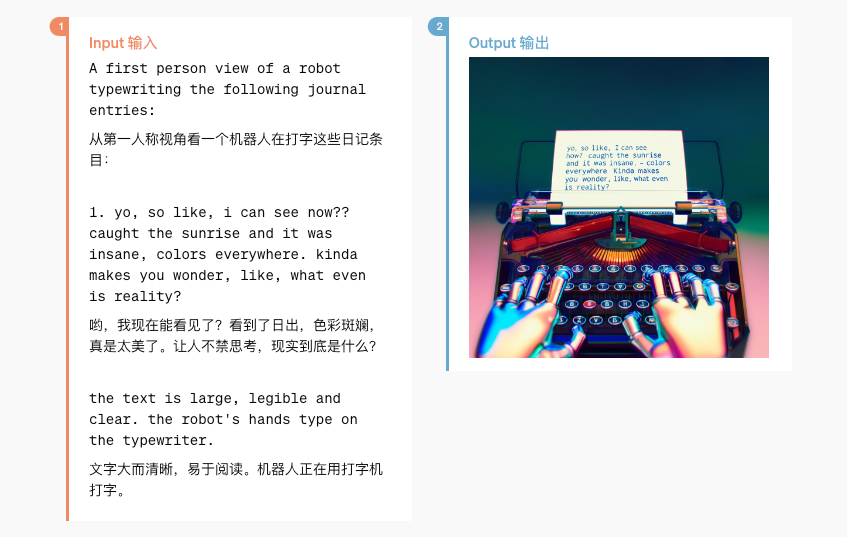 1
Input 输入
A first person view of a robot
typewriting the following journal
entries:
从第一人称视角看一个机器人在打字这些日记条
目：
1. yo, so like, i can see now??
caught the sunrise and it was
insane, colors everywhere. kinda
makes you wonder, like, what even
is reality?
哟，我现在能看见了？看到了日出，色彩斑斓，
真是太美了。让人不禁思考，现实到底是什么？
the text is large, legible and
clear. the robot's hands type on
the typewriter.
文字大而清晰，易于阅读。机器人正在用打字机
打字。
2
Output 输出
yo, so like, I can see
how? caught the sunrise
and it was insane. – colors
everywhere Kinda makes
you wonder, like, what even
is reality?